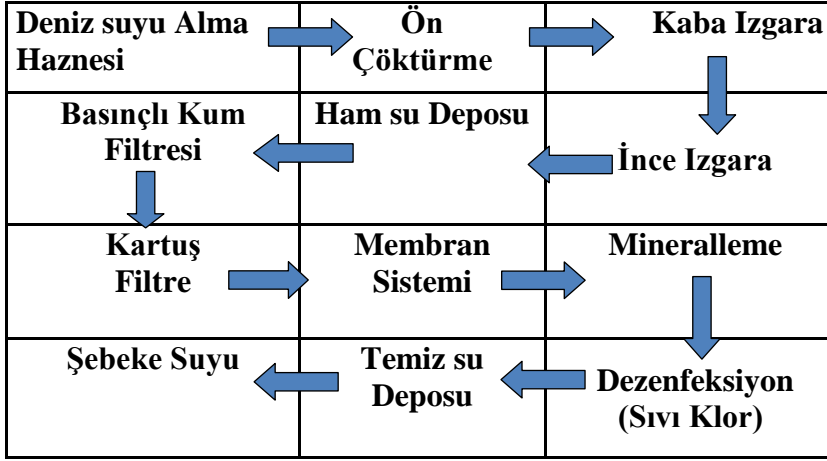 Deniz suyu Alma
Haznesi
Ön
Çöktürme
Kaba Izgara
Basınçlı Kum
Filtresi
Ham su Deposu
İnce Izgara
Kartuş
Filtre
Membran
Sistemi
Mineralleme
Şebeke Suyu
Temiz su
Deposu
Dezenfeksiyon
(Sıvı Klor)